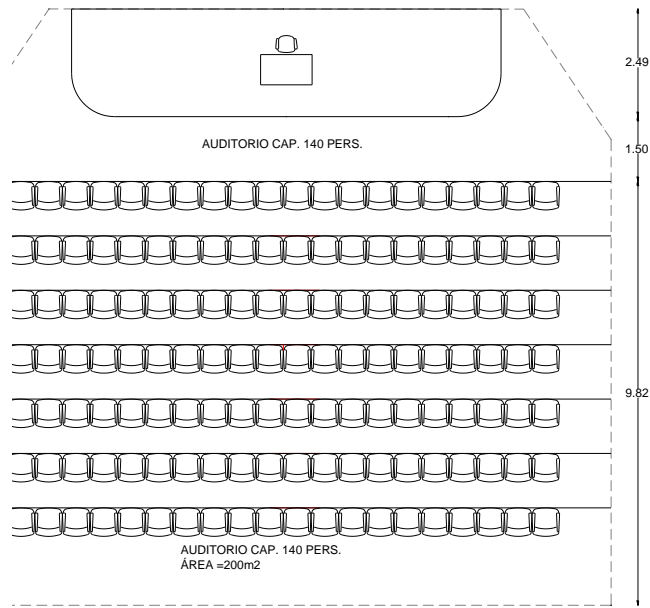 2.49
AUDITORIO CAP. 140 PERS.
1.50
9.82
AUDITORIO CAP. 140 PERS.
ÁREA =200m2